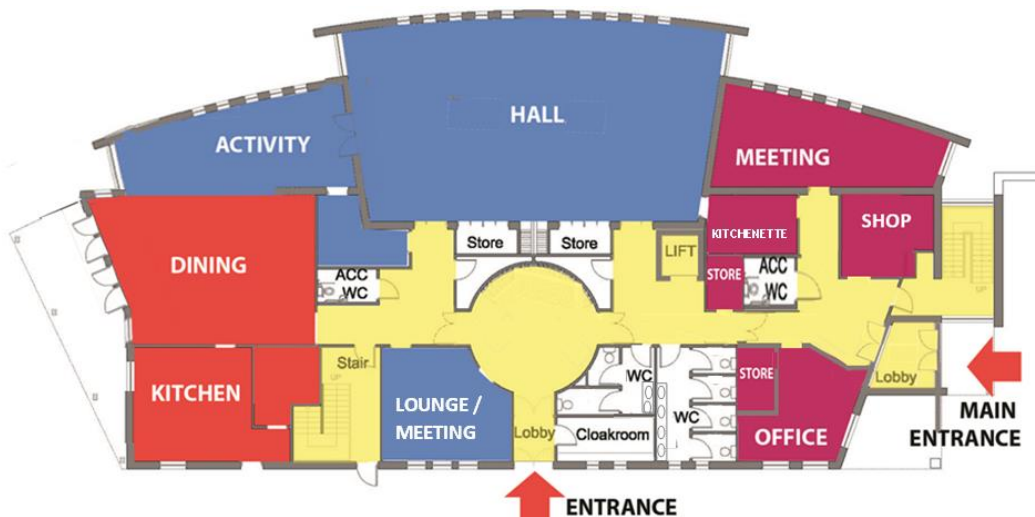 HALL
ACTIVITY
MEETING
KITCHENETTE
SHOP
Store
Store
LIFT
DINING
ACC
WC
STORE
ACC
WC
Stair
KITCHEN
LOUNGE /
MEETING
Lobby
WC
Cloakroom
WC
STORE
OFFICE
Lobby
MAIN
ENTRANCE
ENTRANCE